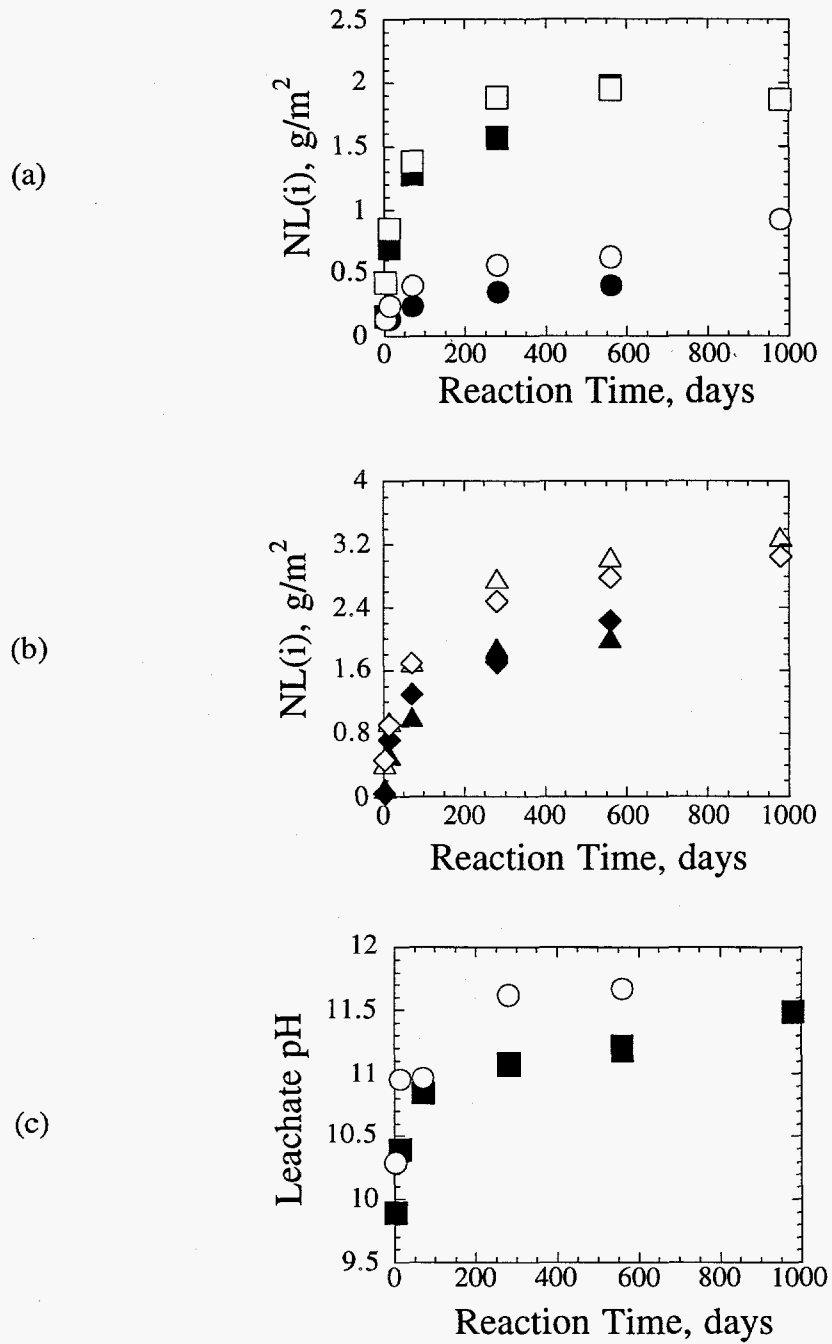 (a)
NL(i), g/m²
2.5
2
1.5
1
0.5
0
0 200 400 600 800 1000
Reaction Time, days
(b)
NL(i), g/m²
4
3.2
2.4
1.6
0.8
0
0 200 400 600 800 1000
Reaction Time, days
(c)
Leachate pH
12
11.5
11
10.5
10
9.5
0 200 400 600 800 1000
Reaction Time, days